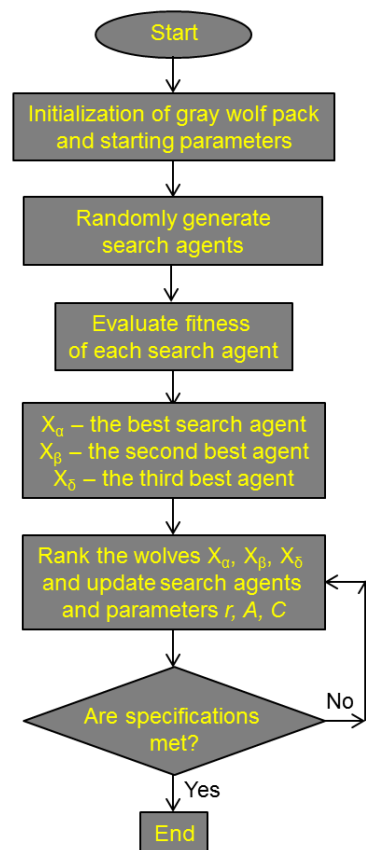 Start
Initialization of gray wolf pack
and starting parameters
Randomly generate
search agents
Evaluate fitness
of each search agent
Xα – the best search agent
Xβ – the second best agent
Xδ – the third best agent
Rank the wolves Xα, Xβ, Xδ
and update search agents
and parameters r, A, C
Are specifications
met?
No
Yes
End